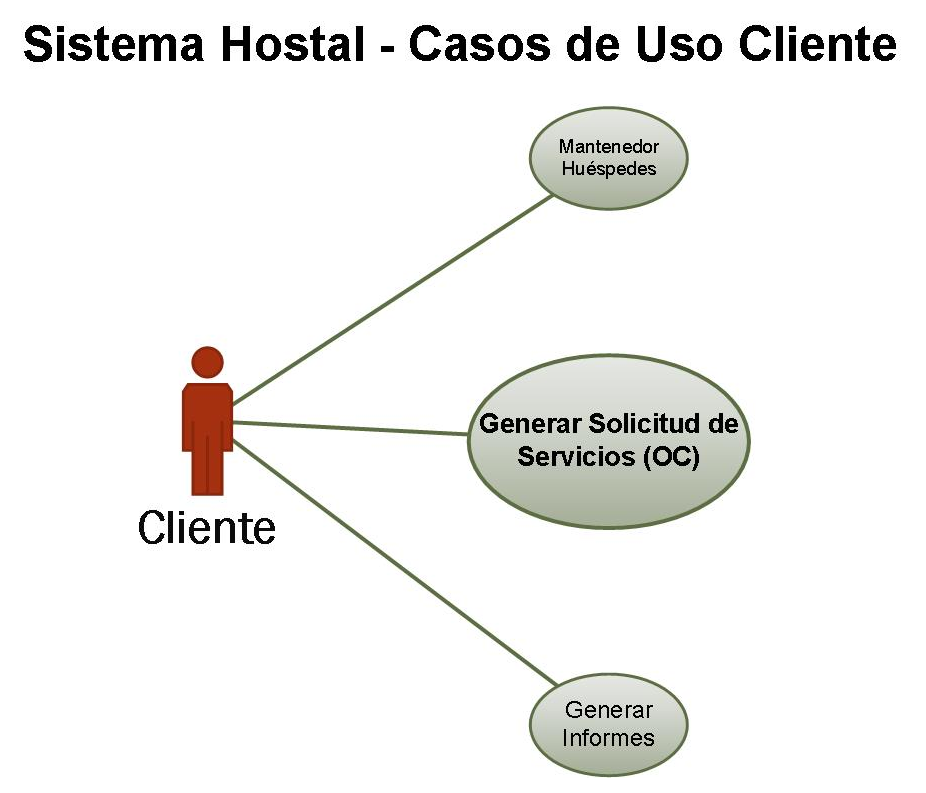 Sistema Hostal - Casos de Uso Cliente
Mantenedor
Huéspedes
Generar Solicitud de
Servicios (OC)
Cliente
Generar
Informes